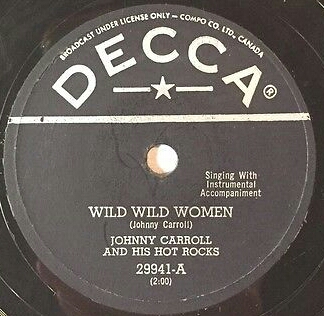 BROADCAST UNDER LICENSE ONLY — COMPO CO. LTD., CANADA
DECCA®
Singing With
Instrumental
Accompaniment
WILD WILD WOMEN
(Johnny Carroll)
JOHNNY CARROLL
AND HIS HOT ROCKS
29941-A
(2:00)